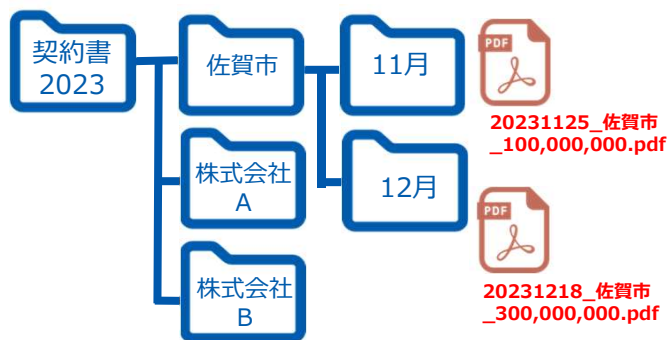 契約書
2023
佐賀市
11月
PDF
20231125_佐賀市
_100,000,000.pdf
株式会社
A
12月
PDF
20231218_佐賀市
_300,000,000.pdf
株式会社
B